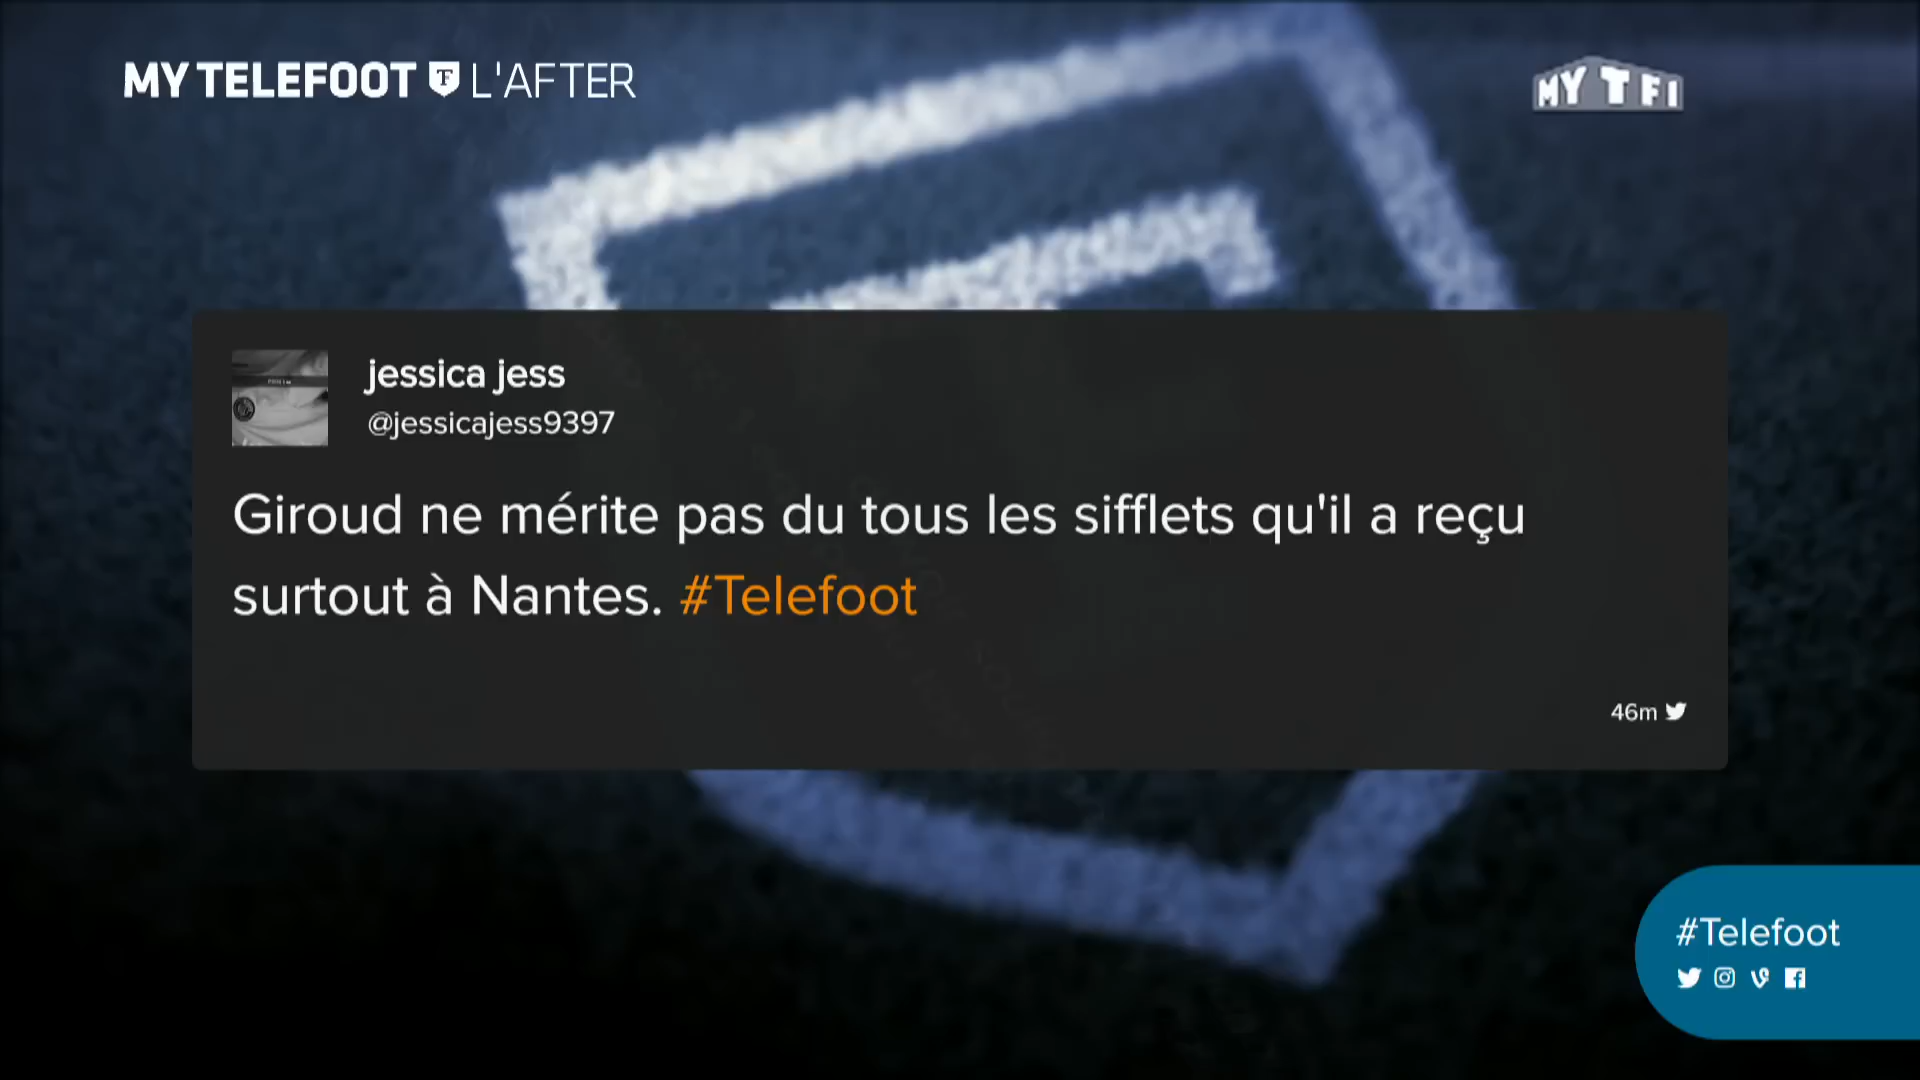 MY TELEFOOT TF L'AFTER
MY TF1
jessica jess
@jessicajess9397
Giroud ne mérite pas du tous les sifflets qu'il a reçu
surtout à Nantes. #Telefoot
46m
#Telefoot